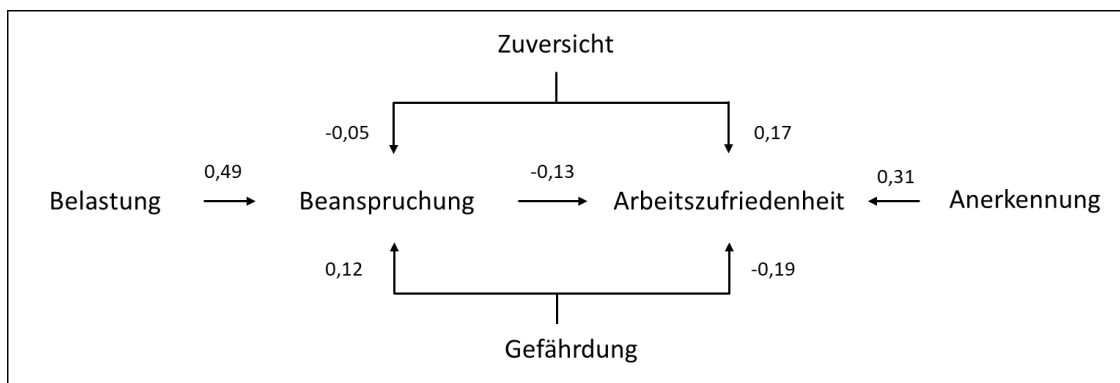 Zuversicht
-0,05
0,17
0,49
-0,13
0,31
Belastung
Beanspruchung
Arbeitszufriedenheit
Anerkennung
0,12
-0,19
Gefährdung